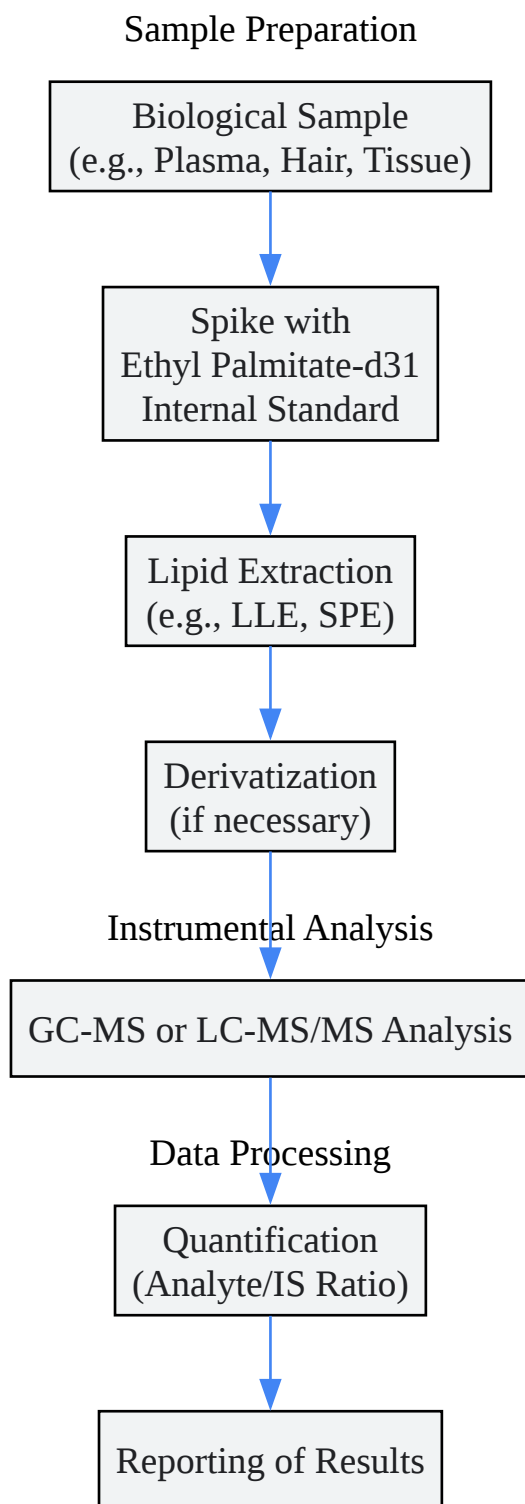 Sample Preparation
Biological Sample
(e.g., Plasma, Hair, Tissue)
Spike with
Ethyl Palmitate-d31
Internal Standard
Lipid Extraction
(e.g., LLE, SPE)
Derivatization
(if necessary)
Instrumental Analysis
GC-MS or LC-MS/MS Analysis
Data Processing
Quantification
(Analyte/IS Ratio)
Reporting of Results